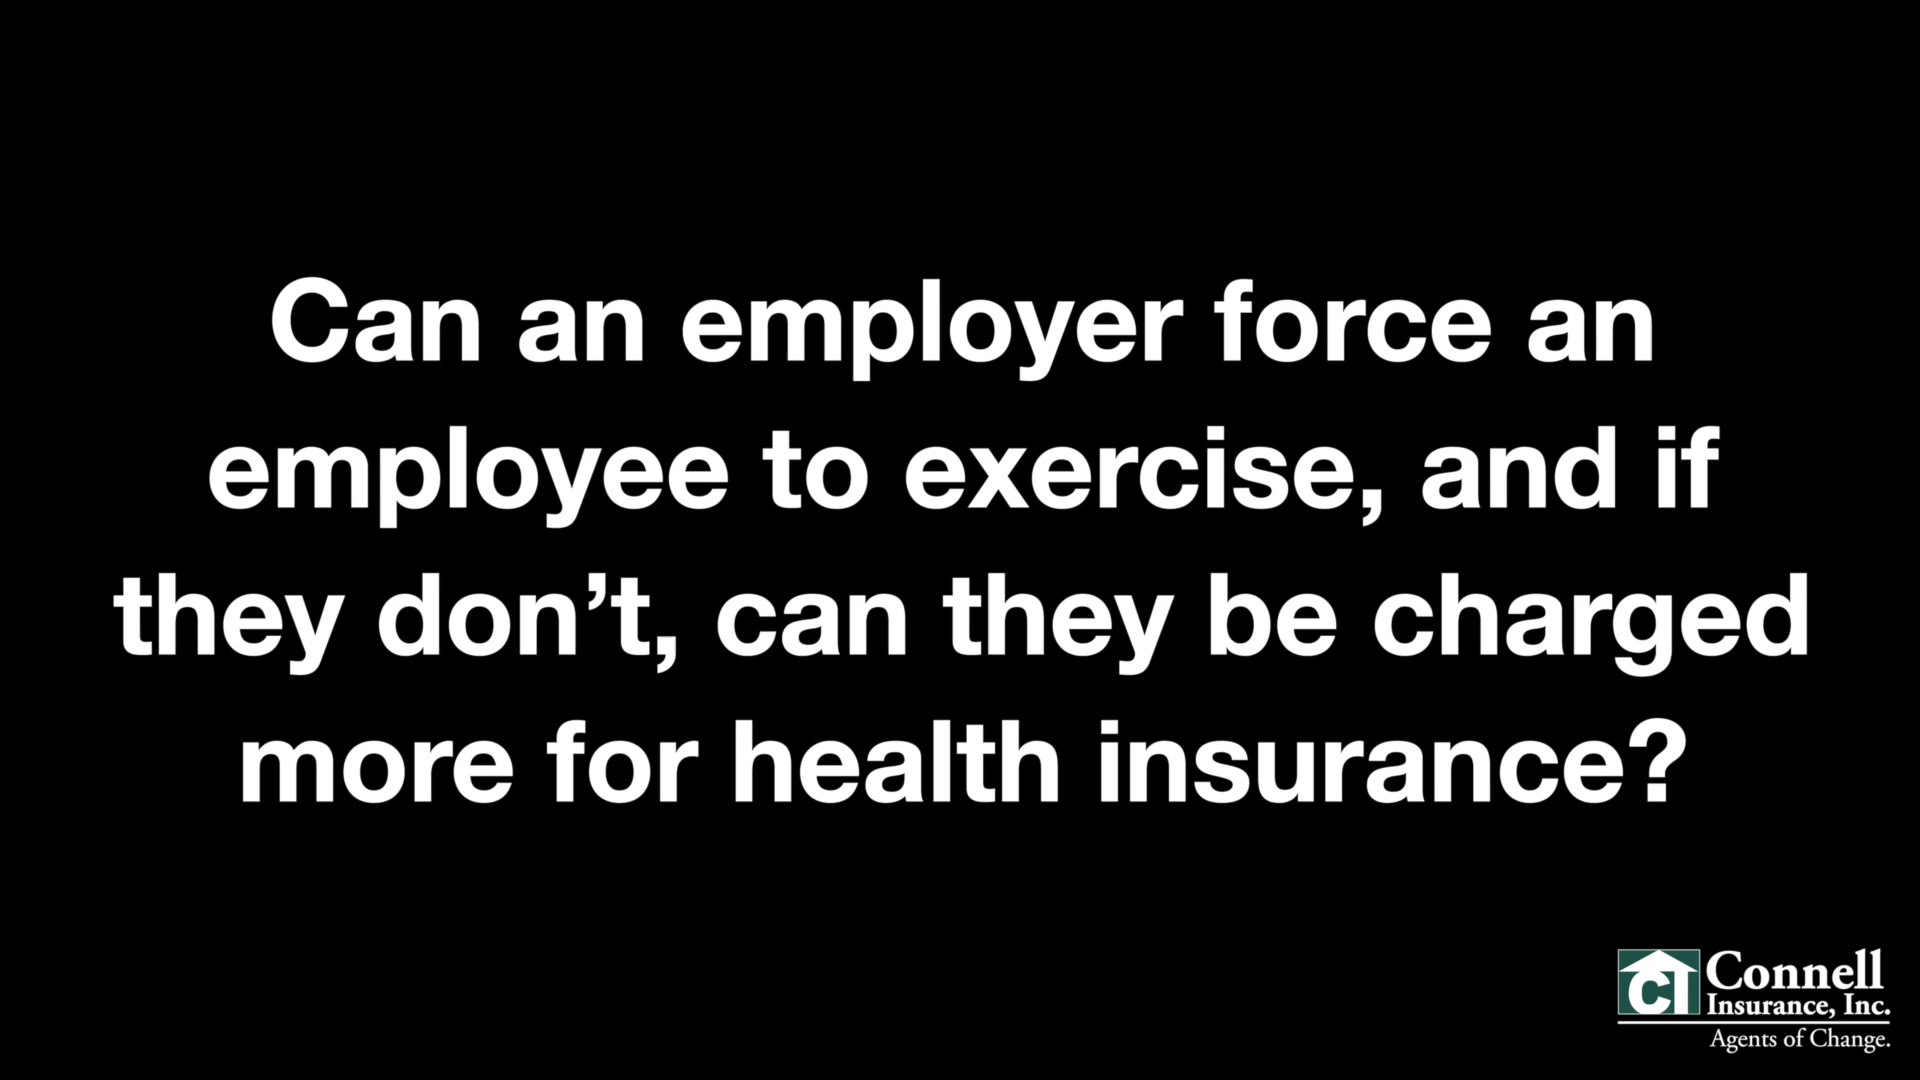 Can an employer force an
employee to exercise, and if
they don’t, can they be charged
more for health insurance?
CI Connell
Insurance, Inc.
Agents of Change.